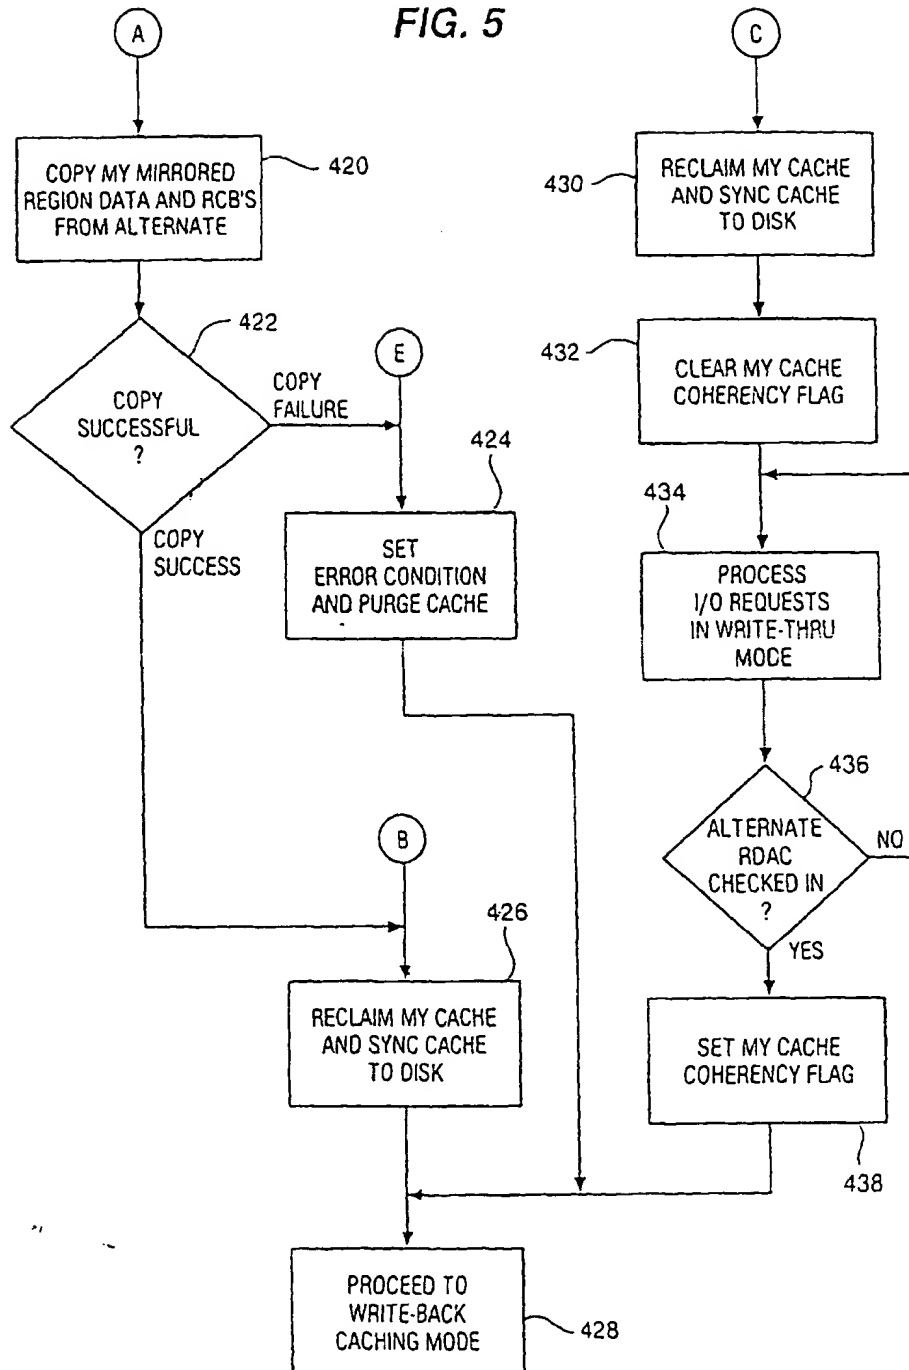 FIG. 5
A
COPY MY MIRRORED
REGION DATA AND RCB'S
FROM ALTERNATE
420
422
COPY
SUCCESSFUL
?
COPY
FAILURE
COPY
SUCCESS
E
424
SET
ERROR CONDITION
AND PURGE CACHE
B
426
RECLAIM MY CACHE
AND SYNC CACHE
TO DISK
PROCEED TO
WRITE-BACK
CACHING MODE
428
C
430
RECLAIM MY CACHE
AND SYNC CACHE
TO DISK
432
CLEAR MY CACHE
COHERENCY FLAG
434
PROCESS
I/O REQUESTS
IN WRITE-THRU
MODE
436
ALTERNATE
RDAC
CHECKED IN
?
NO
YES
SET MY CACHE
COHERENCY FLAG
438